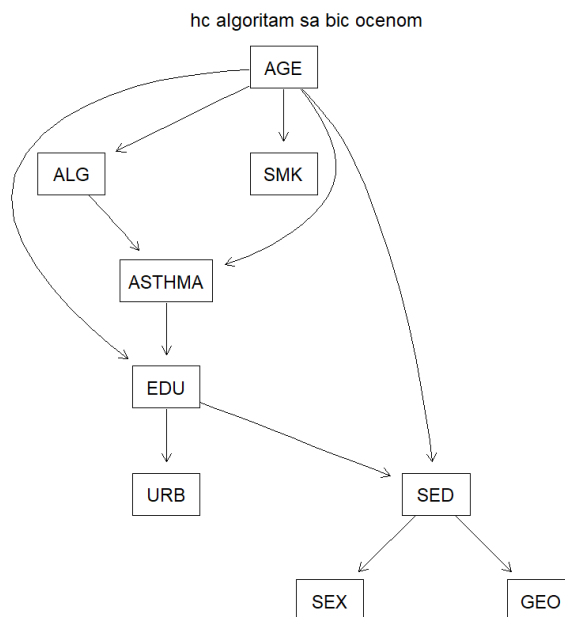 hc algoritam sa bic ocenom
AGE
ALG
SMK
ASTHMA
EDU
URB
SED
SEX
GEO